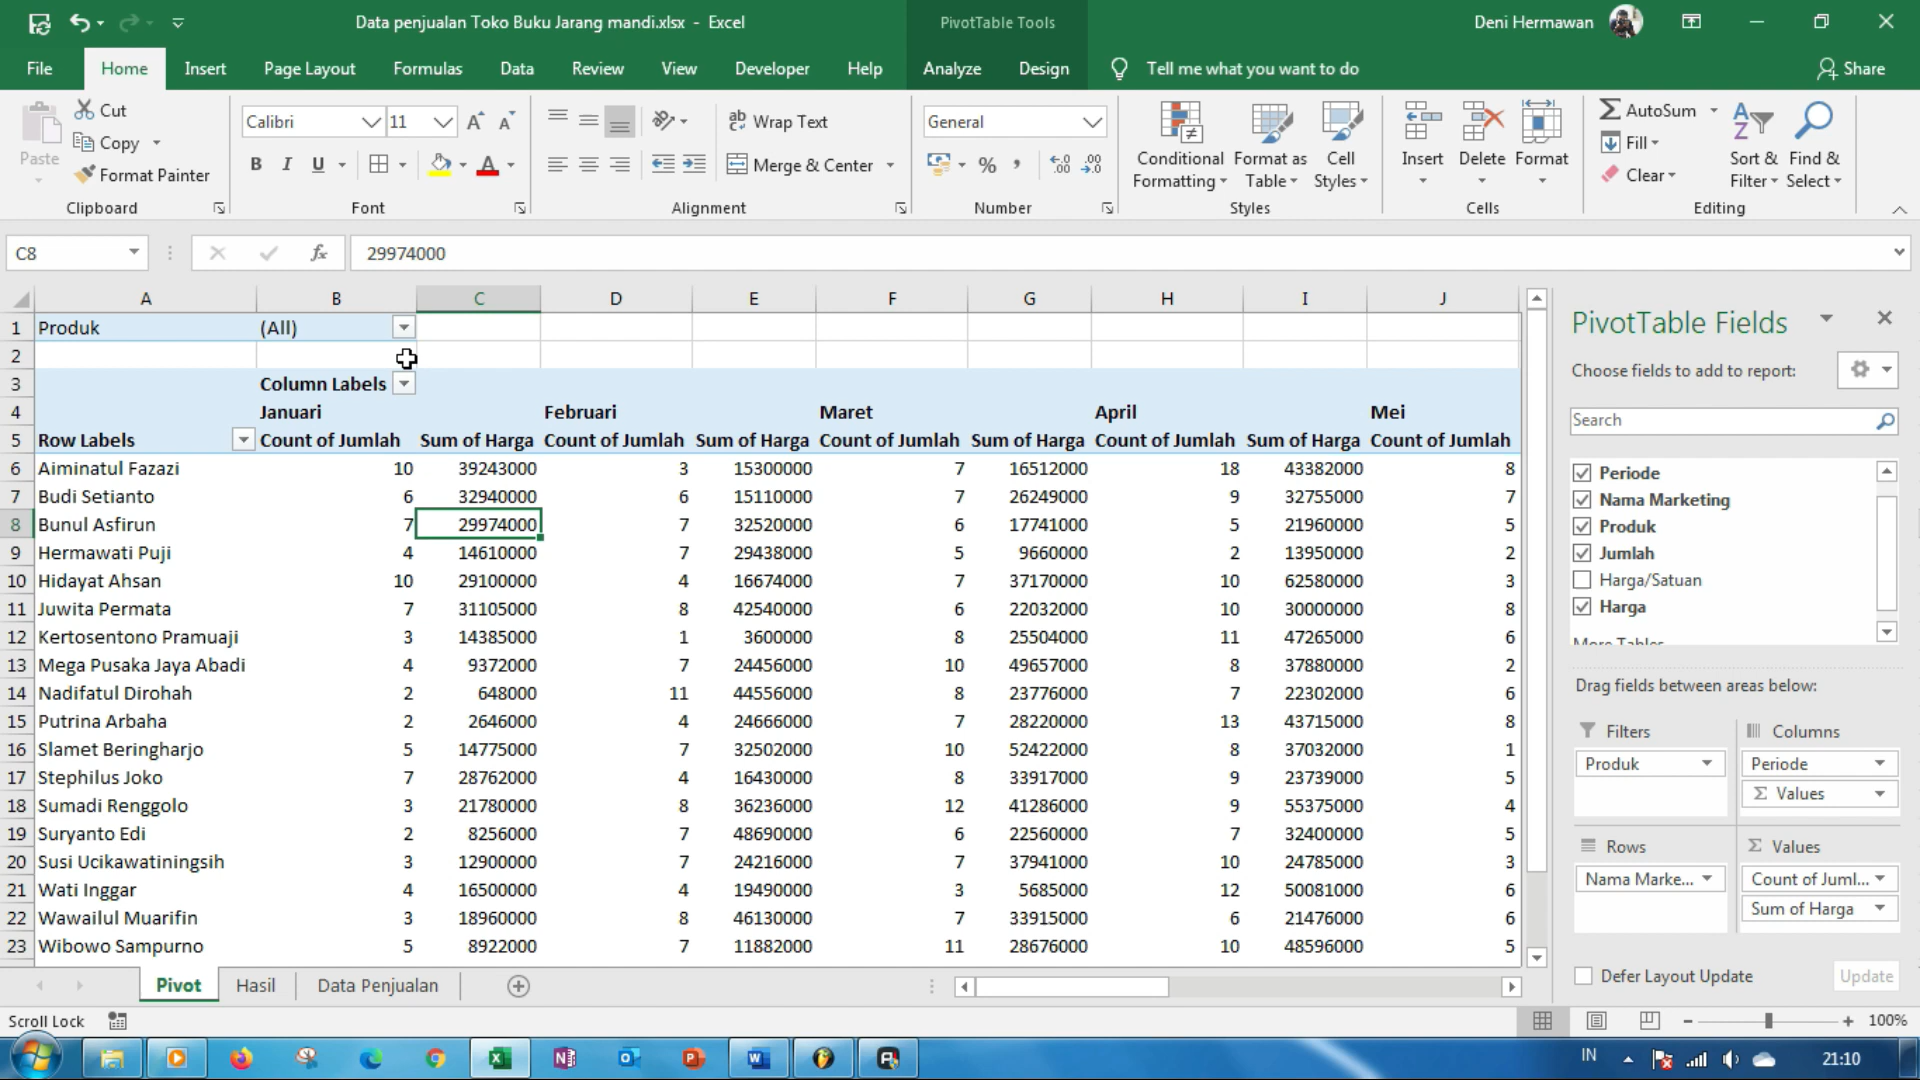 Data penjualan Toko Buku Jarang mandi.xlsx - Excel
PivotTable Tools
Deni Hermawan
File Home Insert Page Layout Formulas Data Review View Developer Help Analyze Design Tell me what you want to do Share
Cut
Copy
Format Painter
Paste
Clipboard
Calibri 11
B I U
Font
Wrap Text
Merge & Center
Alignment
General
%
Number
Conditional Formatting
Format as Table
Cell Styles
Styles
Insert
Delete
Format
Cells
AutoSum
Fill
Clear
Sort & Filter
Find & Select
Editing
C8 fx 29974000
A B C D E F G H I J
1 Produk (All)
2
3 Column Labels
4 Januari Februari Maret April Mei
5 Row Labels Count of Jumlah Sum of Harga Count of Jumlah Sum of Harga Count of Jumlah Sum of Harga Count of Jumlah Sum of Harga Count of Jumlah
6 Aiminatul Fazazi 10 39243000 3 15300000 7 16512000 18 43382000 8
7 Budi Setianto 6 32940000 6 15110000 7 26249000 9 32755000 7
8 Bunul Asfirun 7 29974000 7 32520000 6 17741000 5 21960000 5
9 Hermawati Puji 4 14610000 7 29438000 5 9660000 2 13950000 2
10 Hidayat Ahsan 10 29100000 4 16674000 7 37170000 10 62580000 3
11 Juwita Permata 7 31105000 8 42540000 6 22032000 10 30000000 8
12 Kertosentono Pramuaji 3 14385000 1 3600000 8 25504000 11 47265000 6
13 Mega Pusaka Jaya Abadi 4 9372000 7 24456000 10 49657000 8 37880000 2
14 Nadifatul Dirohah 2 648000 11 44556000 8 23776000 7 22302000 6
15 Putrina Arbaha 2 2646000 4 24666000 7 28220000 13 43715000 8
16 Slamet Beringharjo 5 14775000 7 32502000 10 52422000 8 37032000 1
17 Stephilus Joko 7 28762000 4 16430000 8 33917000 9 23739000 5
18 Sumadi Renggolo 3 21780000 8 36236000 12 41286000 9 55375000 4
19 Suryanto Edi 2 8256000 7 48690000 6 22560000 7 32400000 5
20 Susi Ucikawatiningsih 3 12900000 7 24216000 7 37941000 10 24785000 3
21 Wati Inggar 4 16500000 4 19490000 3 5685000 12 50081000 6
22 Wawailul Muarifin 3 18960000 8 46130000 7 33915000 6 21476000 6
23 Wibowo Sampurno 5 8922000 7 11882000 11 28676000 10 48596000 5
PivotTable Fields
Choose fields to add to report:
Search
Periode
Nama Marketing
Produk
Jumlah
Harga/Satuan
Harga
More Tables
Drag fields between areas below:
Filters Columns
Produk Periode
Σ Values
Rows Σ Values
Nama Marke... Count of Juml...
Sum of Harga
Defer Layout Update Update
Pivot Hasil Data Penjualan
Scroll Lock 100%
IN 21:10